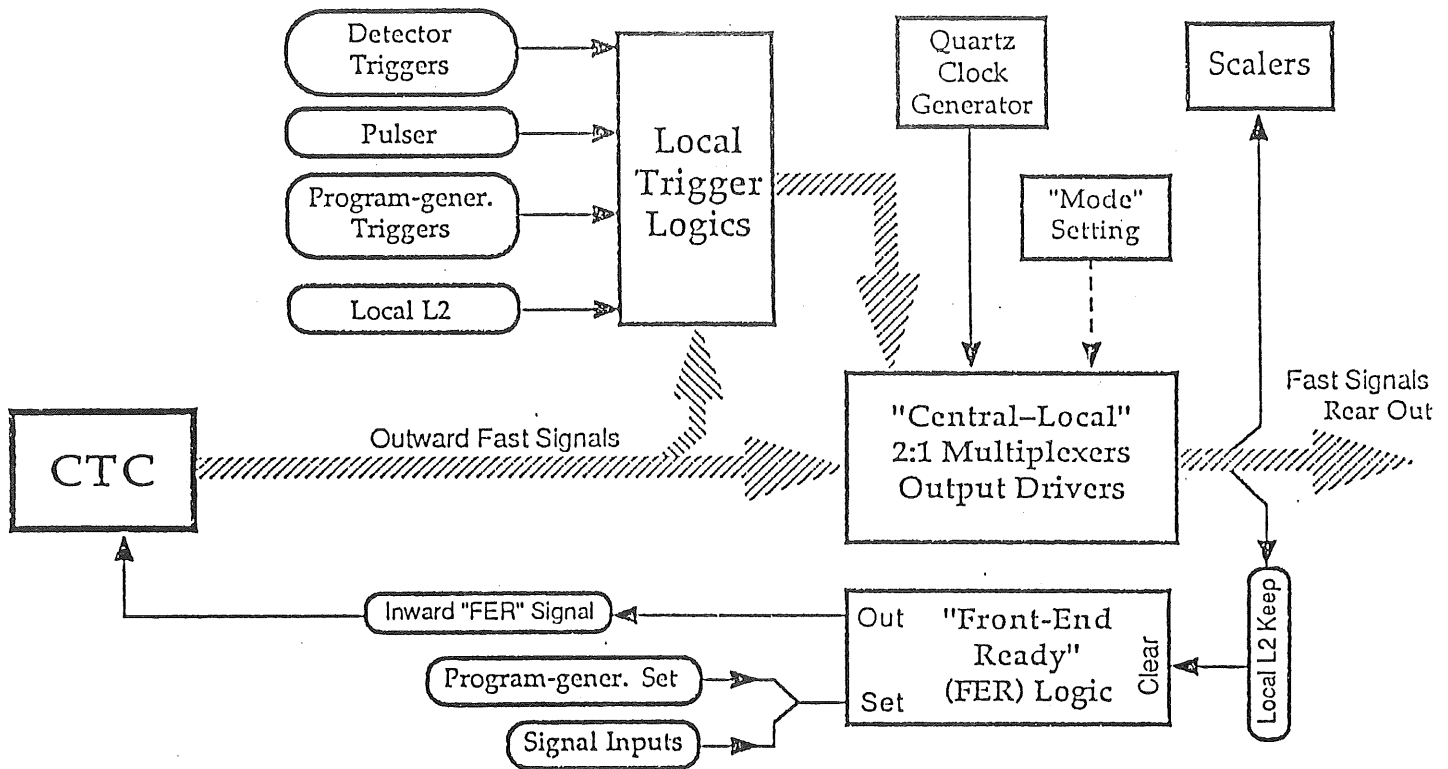 Detector
Triggers
Pulser
Program-gener.
Triggers
Local L2
Local
Trigger
Logics
Quartz
Clock
Generator
Scalers
"Mode"
Setting
CTC
Outward Fast Signals
"Central–Local"
2:1 Multiplexers
Output Drivers
Fast Signals
Rear Out
Inward "FER" Signal
Program-gener. Set
Signal Inputs
Out
Set
"Front-End
Ready"
(FER) Logic
Clear
Local L2 Keep